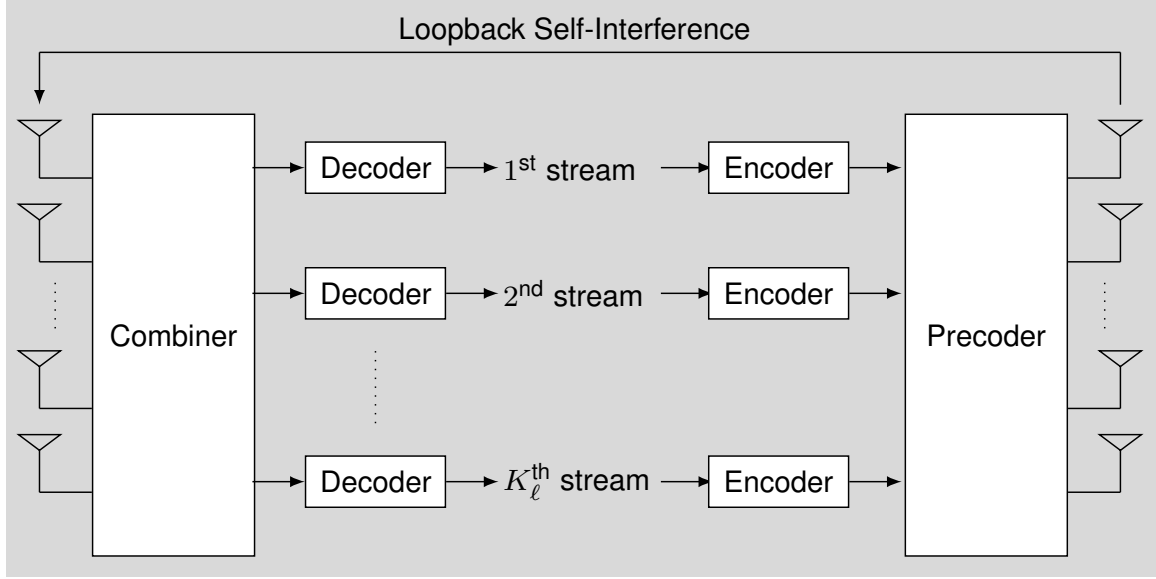 Loopback Self-Interference
Decoder
1st stream
Encoder
Decoder
2nd stream
Encoder
Combiner
Precoder
Decoder
Kℓth stream
Encoder